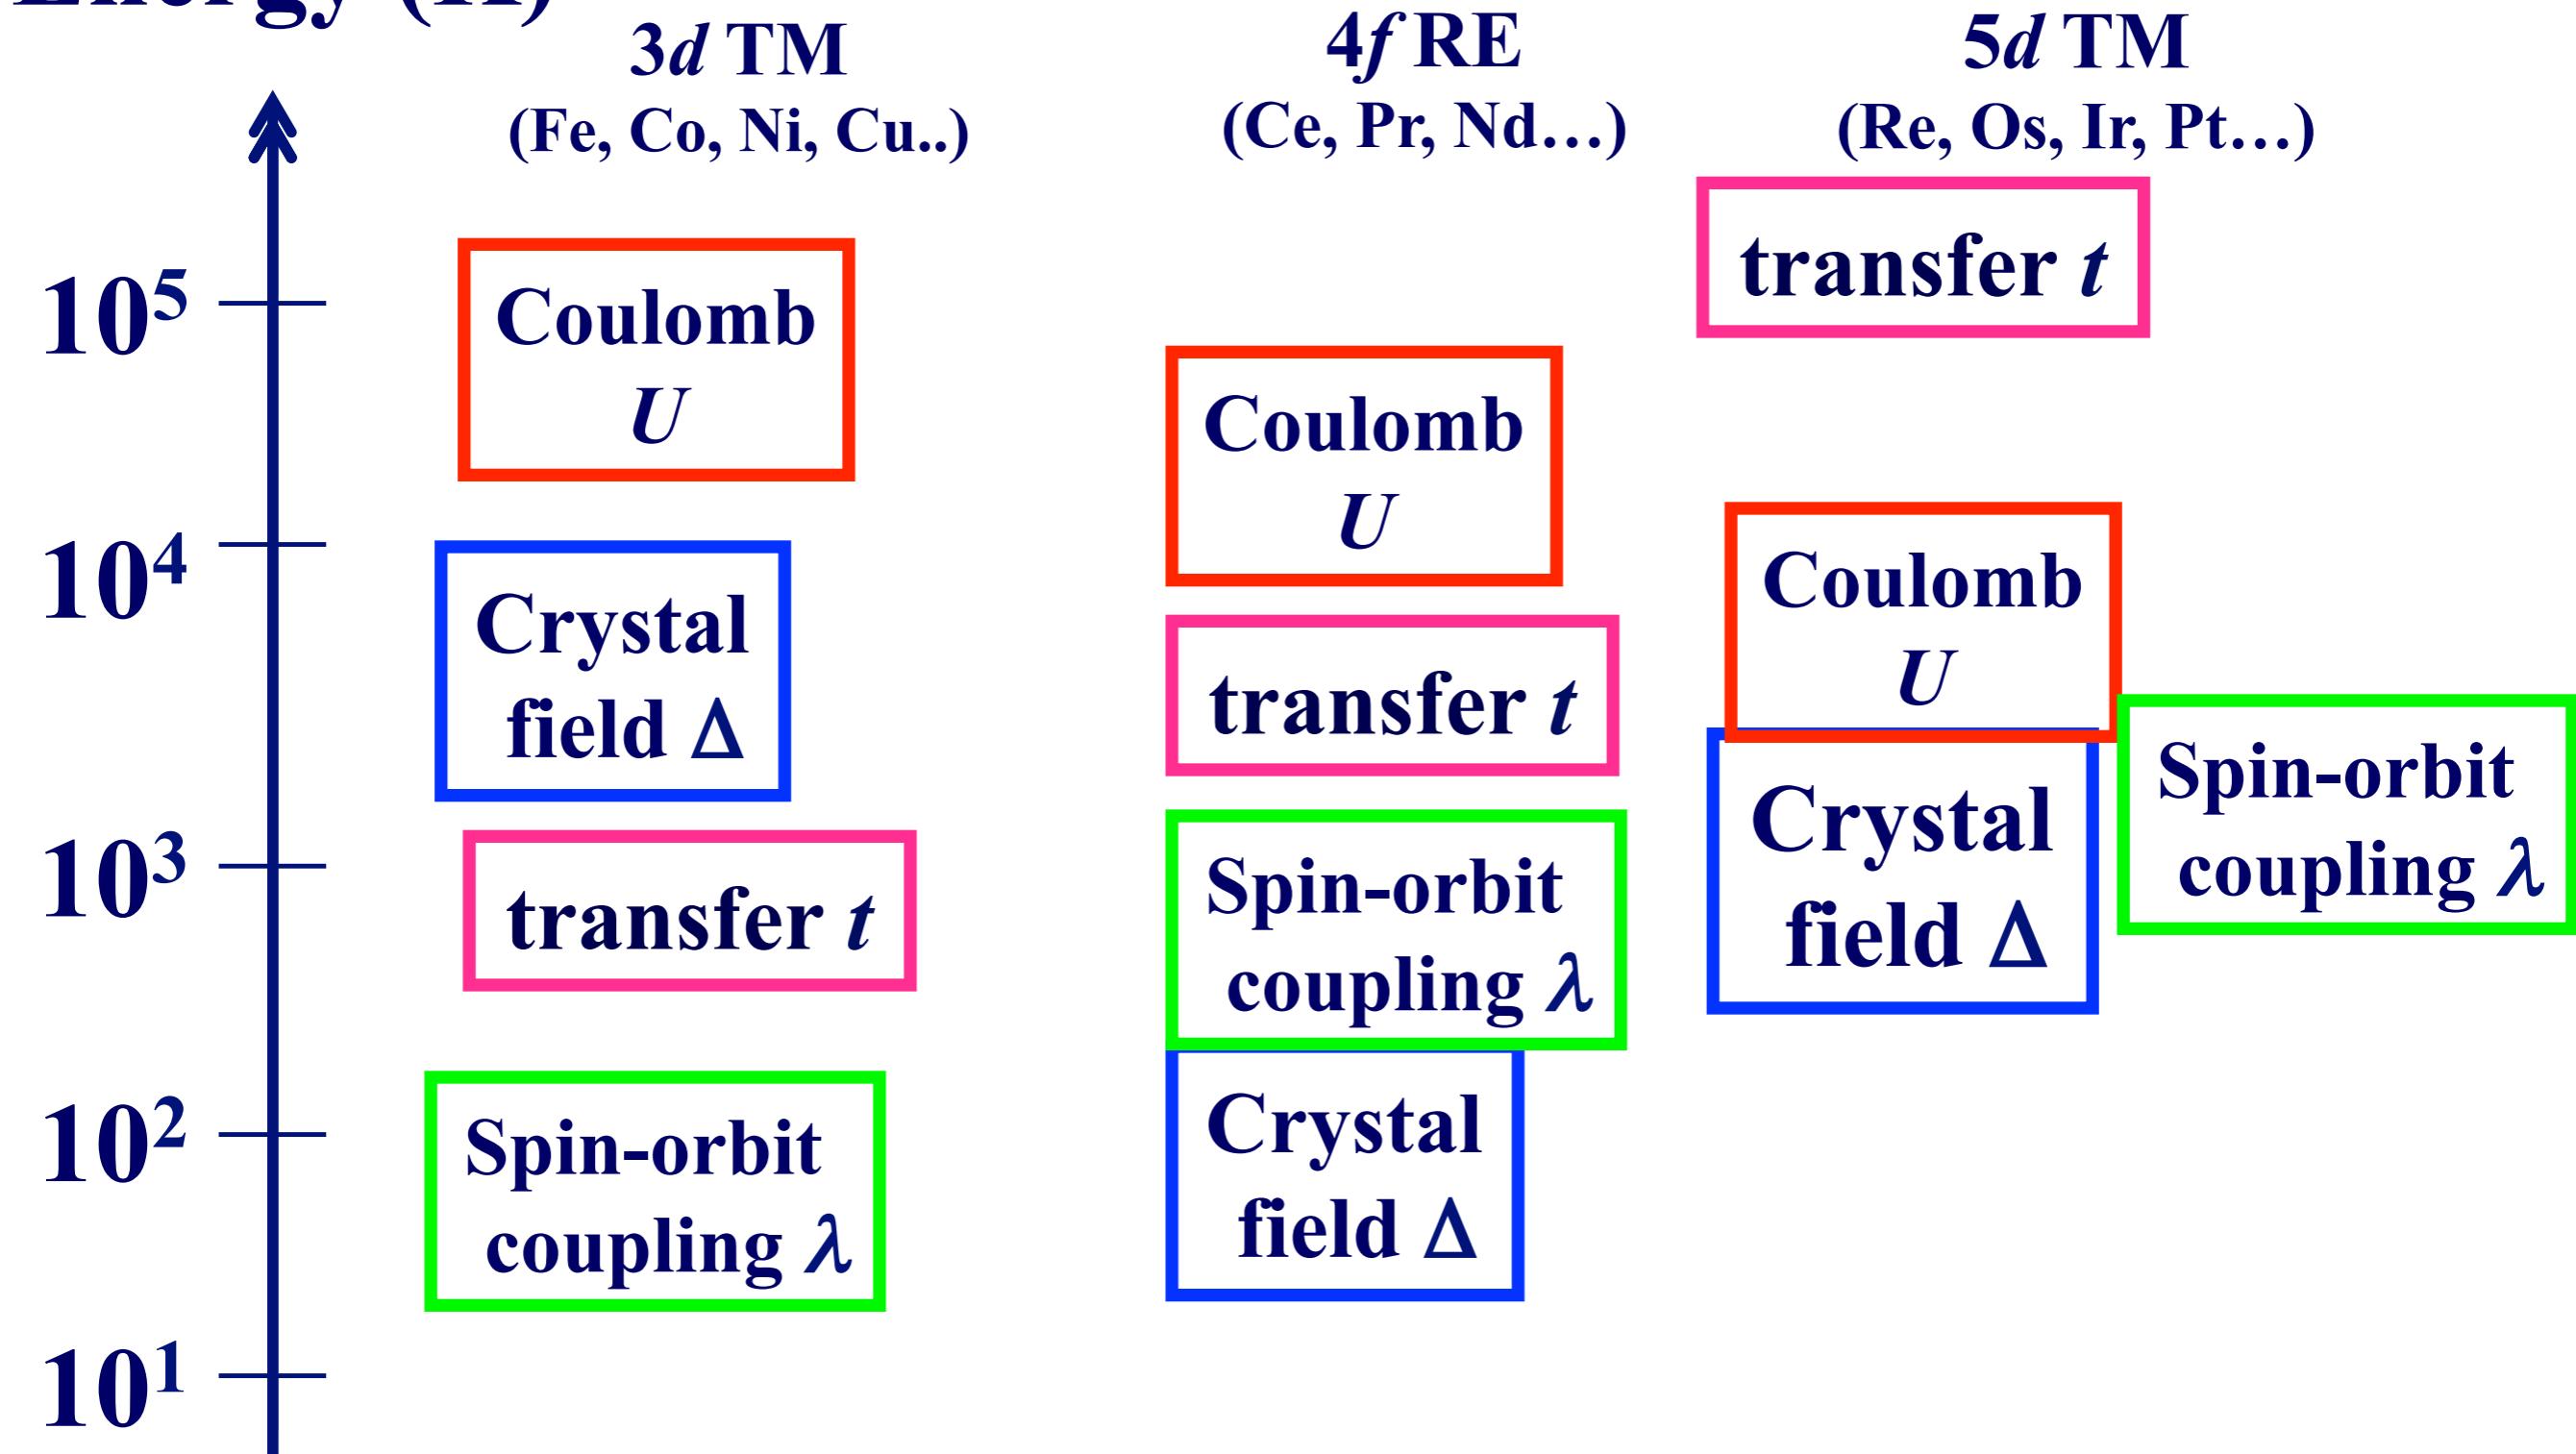 3d TM
(Fe, Co, Ni, Cu..)
4f RE
(Ce, Pr, Nd…)
5d TM
(Re, Os, Ir, Pt…)
10⁵
10⁴
10³
10²
10¹
Coulomb
U
Crystal
field Δ
transfer t
Spin-orbit
coupling λ
Coulomb
U
transfer t
Spin-orbit
coupling λ
Crystal
field Δ
transfer t
Coulomb
U
Crystal
field Δ
Spin-orbit
coupling λ